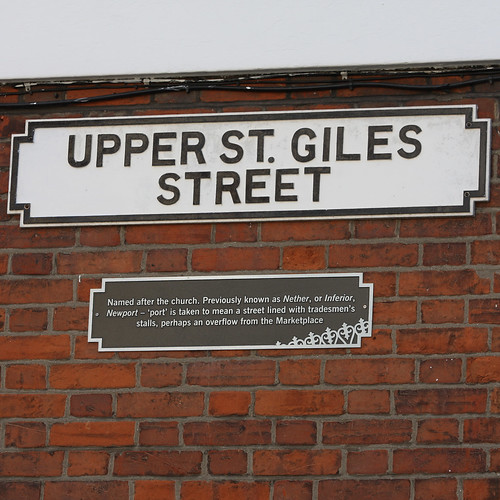 UPPER ST. GILES
STREET
Named after the church. Previously known as Nether, or Inferior,
Newport – 'port' is taken to mean a street lined with tradesmen's
stalls, perhaps an overflow from the Marketplace